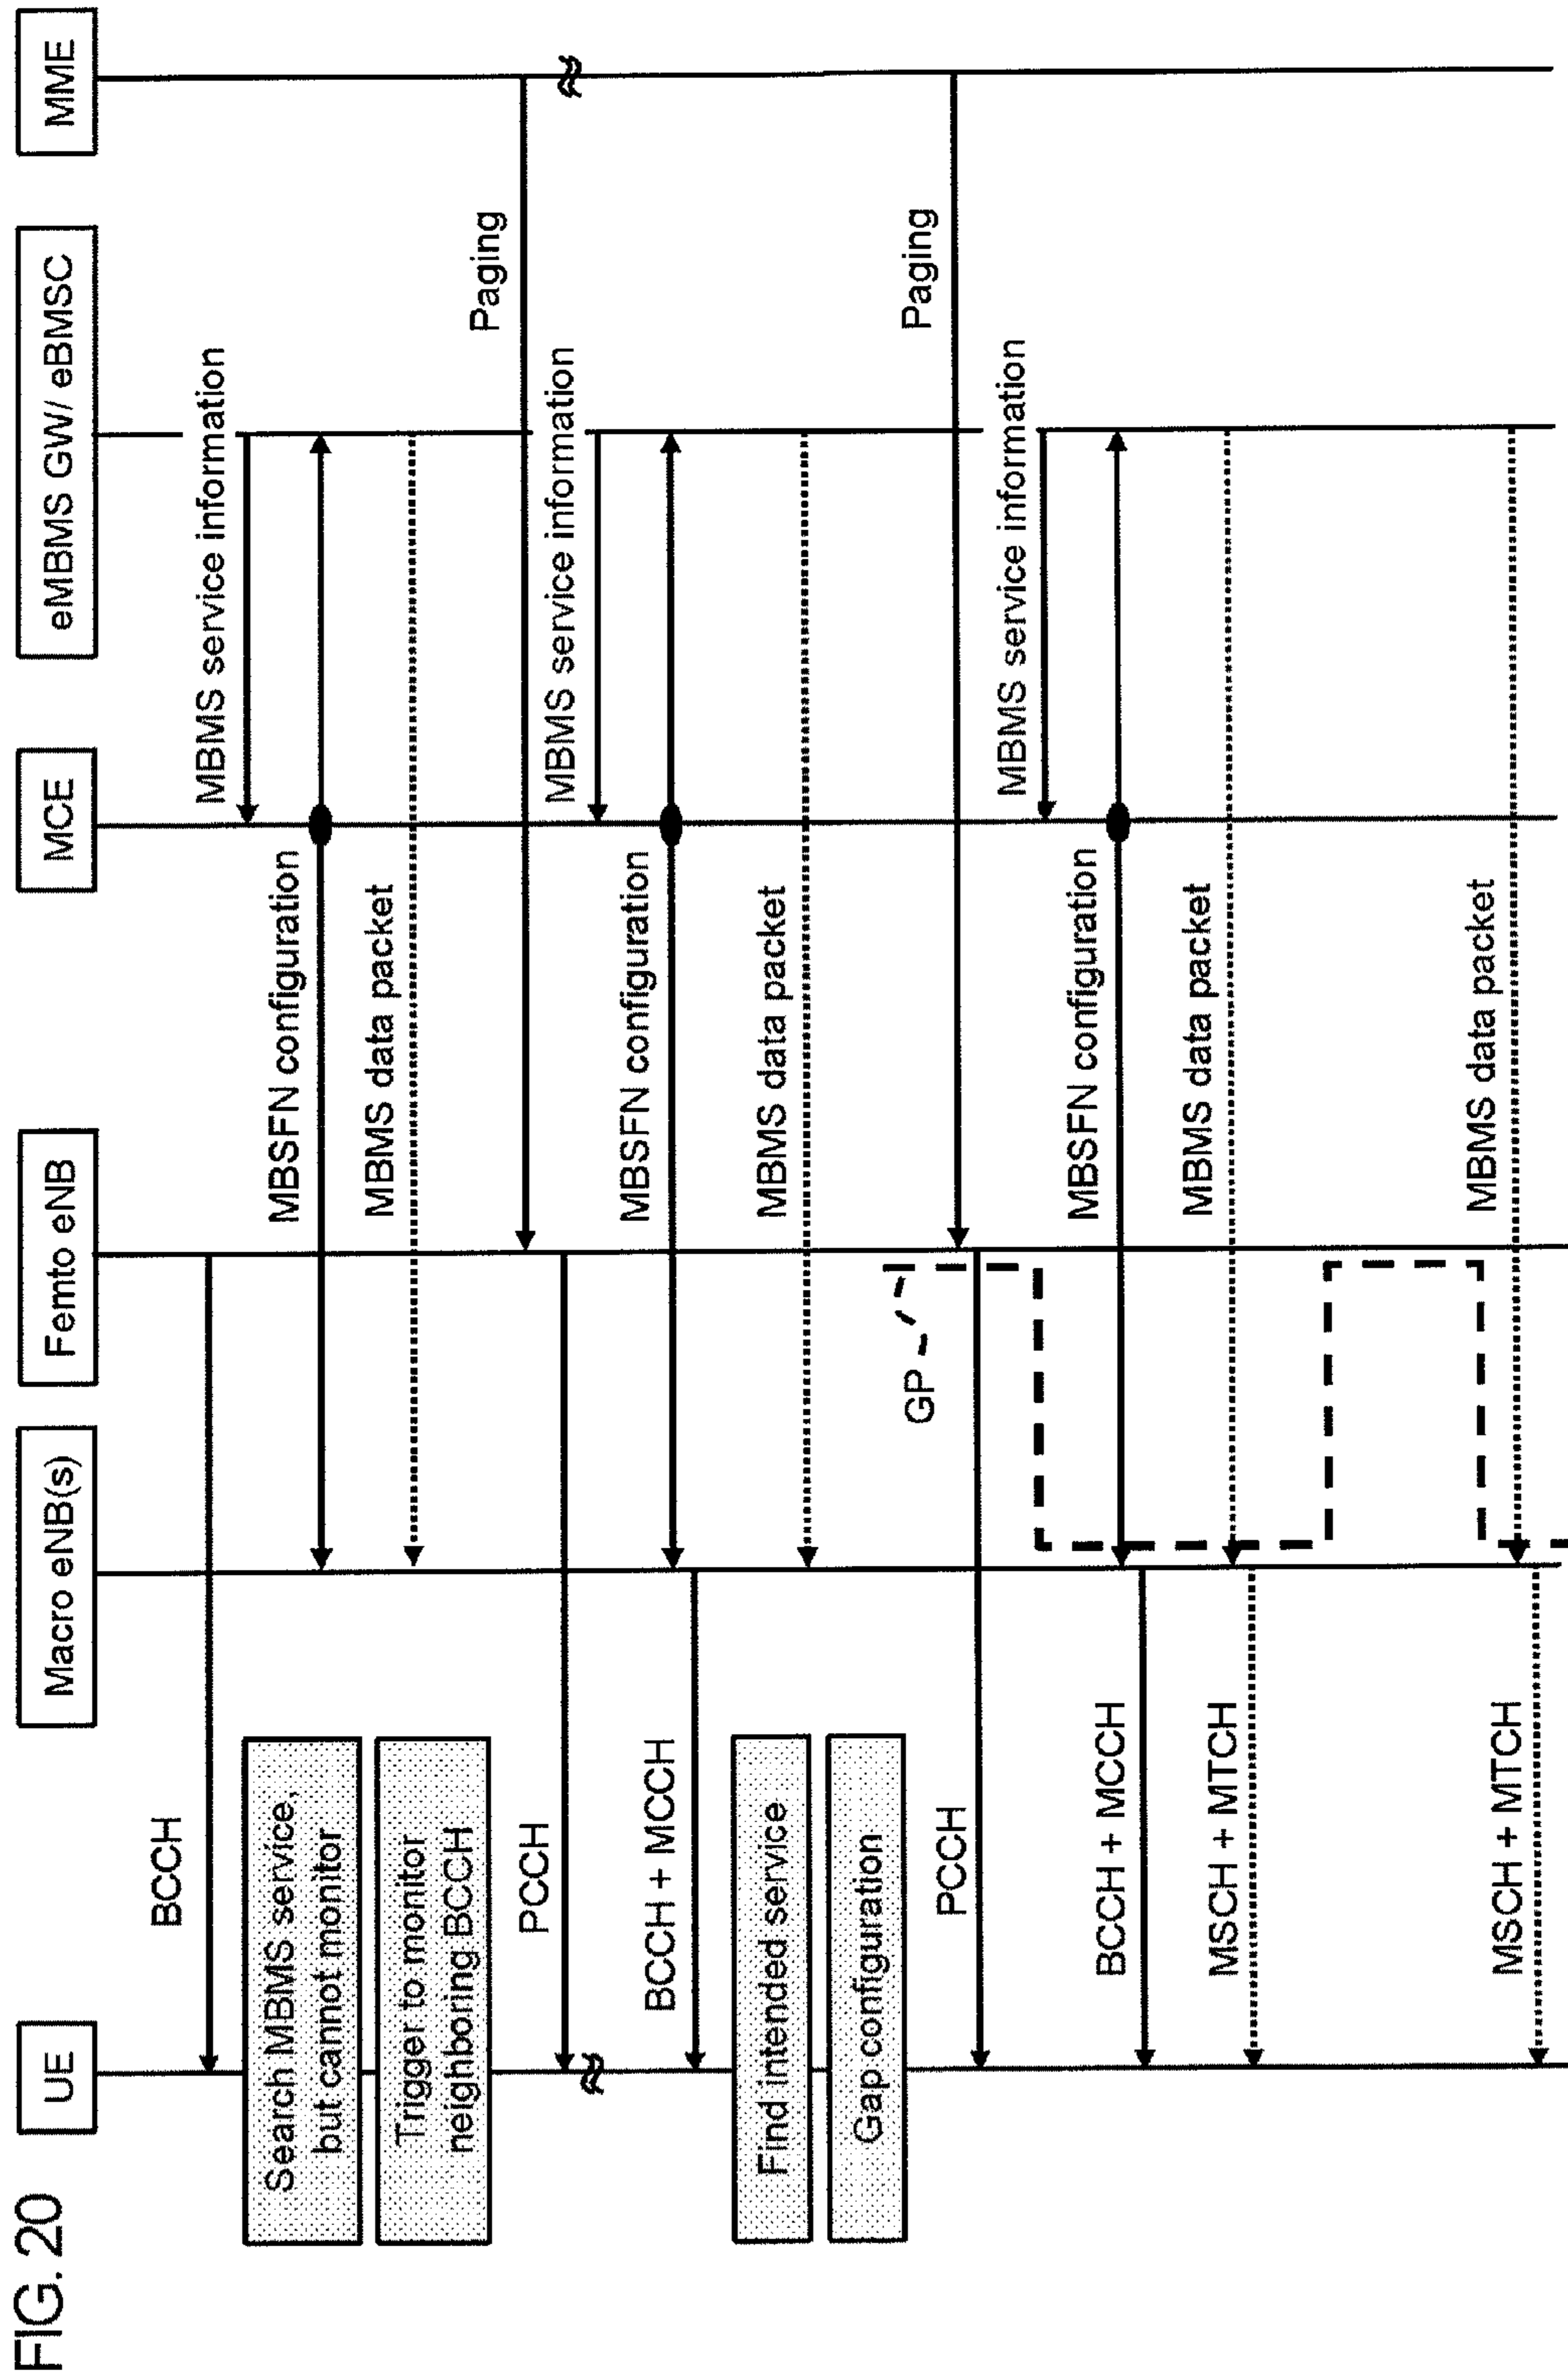 FIG. 20
UE
Macro eNB(s)
Femto eNB
MCE
eMBMS GW/ eBMSC
MME
BCCH
MBMS service information
Search MBMS service,
but cannot monitor
MBSFN configuration
Trigger to monitor
neighboring BCCH
MBMS data packet
Paging
PCCH
MBMS service information
BCCH + MCCH
MBSFN configuration
Find intended service
MBMS data packet
Gap configuration
GP
Paging
PCCH
MBMS service information
BCCH + MCCH
MBSFN configuration
MSCH + MTCH
MBMS data packet
MSCH + MTCH
MBMS data packet